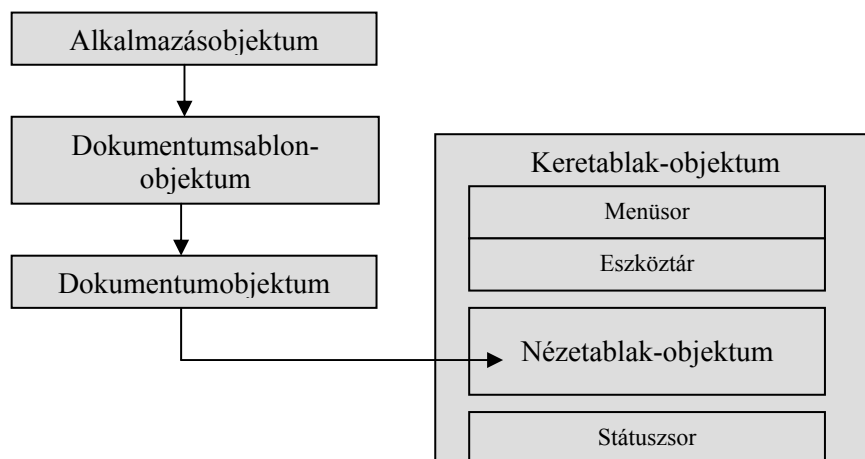 Alkalmazásobjektum
Dokumentumsablon-
objektum
Dokumentumobjektum
Keretablak-objektum
Menüsor
Eszköztár
Nézetablak-objektum
Státuszsor